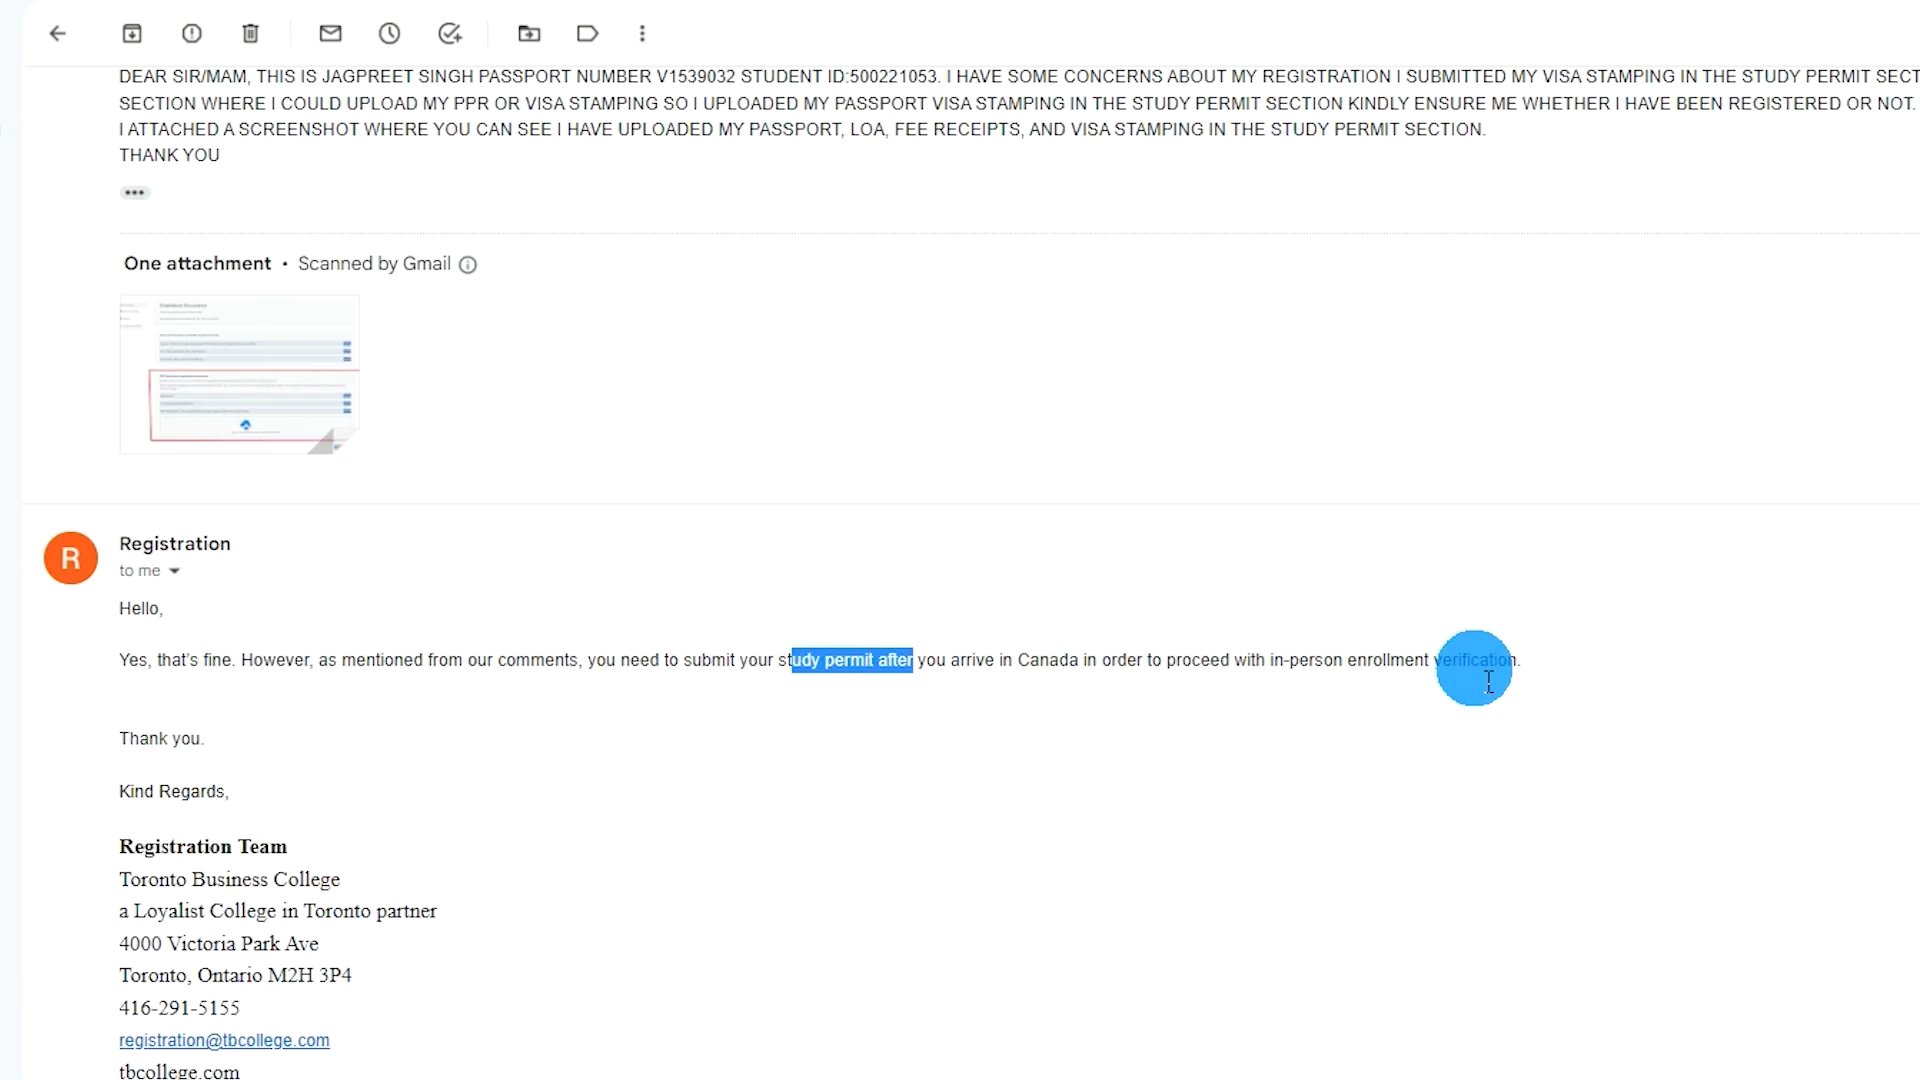 DEAR SIR/MAM, THIS IS JAGPREET SINGH PASSPORT NUMBER V1539032 STUDENT ID:500221053. I HAVE SOME CONCERNS ABOUT MY REGISTRATION I SUBMITTED MY VISA STAMPING IN THE STUDY PERMIT SECT
SECTION WHERE I COULD UPLOAD MY PPR OR VISA STAMPING SO I UPLOADED MY PASSPORT VISA STAMPING IN THE STUDY PERMIT SECTION KINDLY ENSURE ME WHETHER I HAVE BEEN REGISTERED OR NOT.
I ATTACHED A SCREENSHOT WHERE YOU CAN SEE I HAVE UPLOADED MY PASSPORT, LOA, FEE RECEIPTS, AND VISA STAMPING IN THE STUDY PERMIT SECTION.
THANK YOU
One attachment • Scanned by Gmail
R
Registration
to me
Hello,
Yes, that's fine. However, as mentioned from our comments, you need to submit your study permit after you arrive in Canada in order to proceed with in-person enrollment verification.
Thank you.
Kind Regards,
Registration Team
Toronto Business College
a Loyalist College in Toronto partner
4000 Victoria Park Ave
Toronto, Ontario M2H 3P4
416-291-5155
registration@tbcollege.com
tbcollege.com